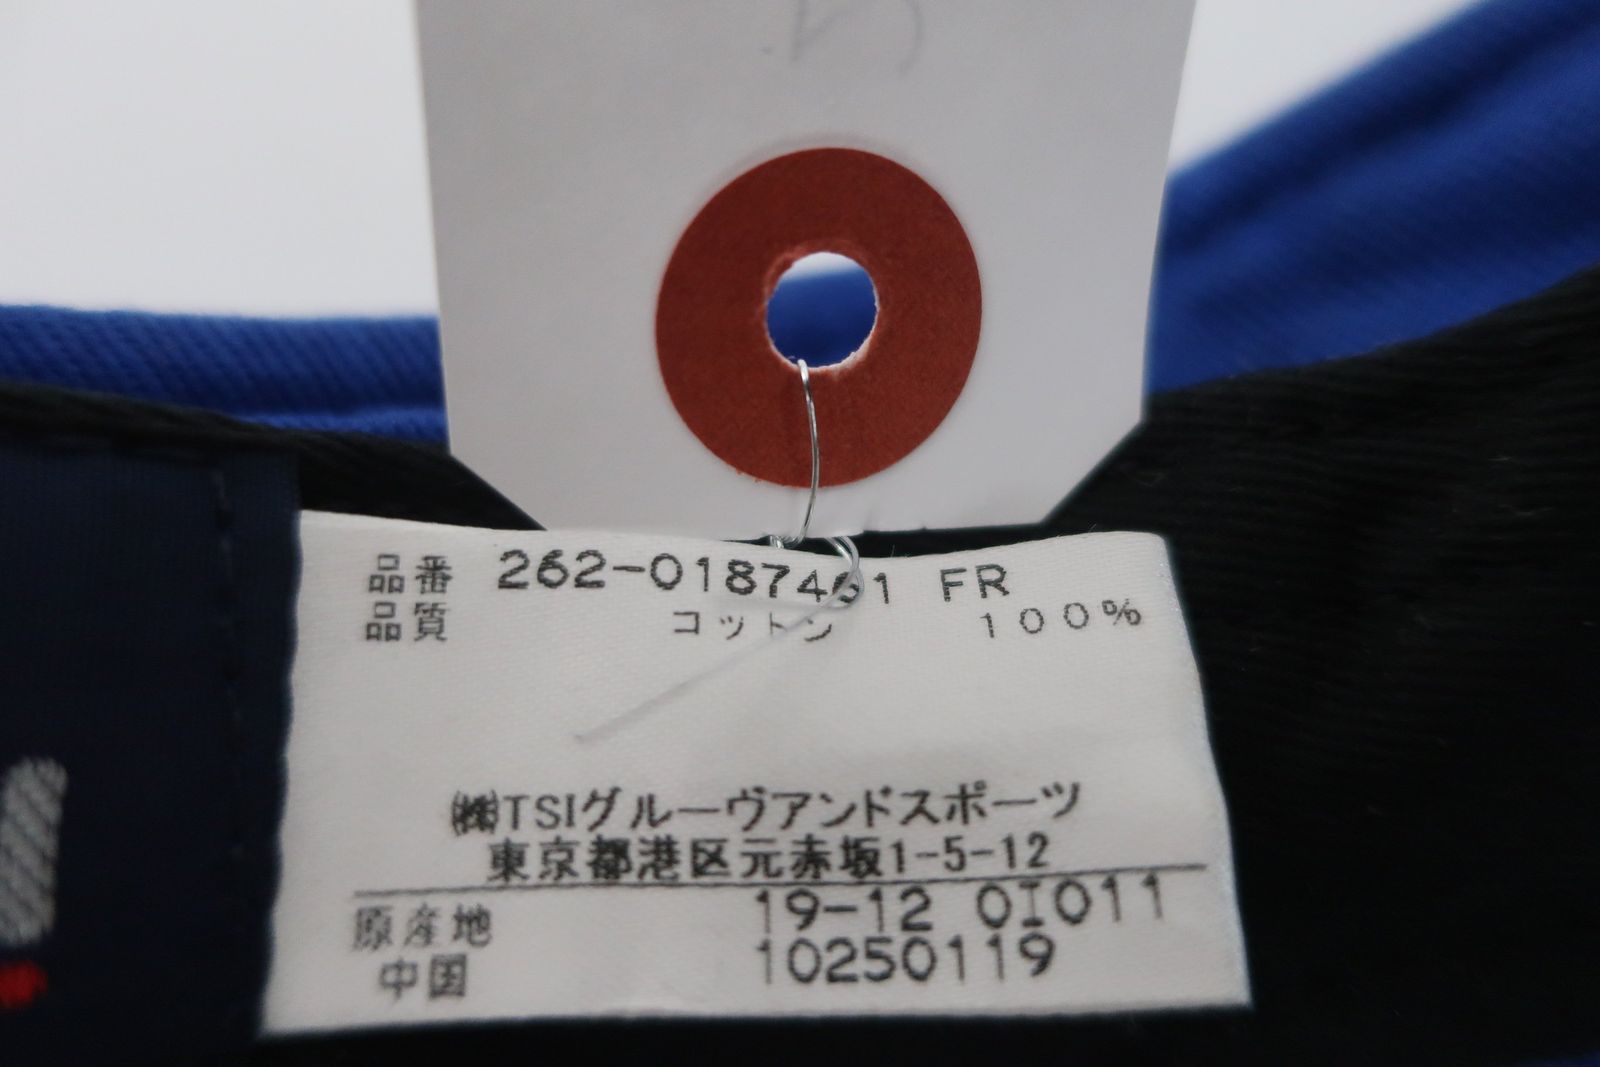 品番 262-0187461 FR
品質 コットン 100%
㈱TSIグルーヴアンドスポーツ
東京都港区元赤坂1-5-12
原産地 19-12 0I011
中国 10250119